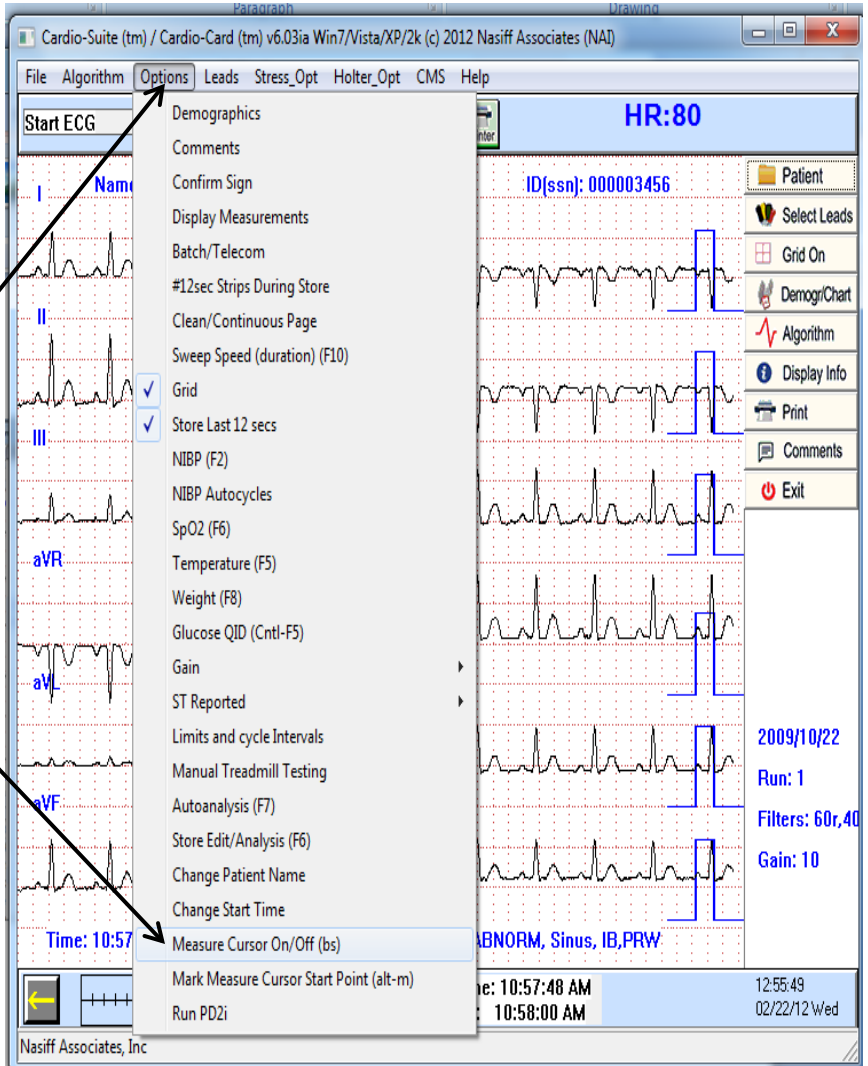 Paragraph Drawing
Cardio-Suite (tm) / Cardio-Card (tm) v6.03ia Win7/Vista/XP/2k (c) 2012 Nasiff Associates (NAI)
File Algorithm Options Leads Stress_Opt Holter_Opt CMS Help
Start ECG
HR:80
Demographics
Comments
Confirm Sign
Display Measurements
Batch/Telecom
#12sec Strips During Store
Clean/Continuous Page
Sweep Speed (duration) (F10)
Grid
Store Last 12 secs
NIBP (F2)
NIBP Autocycles
SpO2 (F6)
Temperature (F5)
Weight (F8)
Glucose QID (Cntl-F5)
Gain
ST Reported
Limits and cycle Intervals
Manual Treadmill Testing
Autoanalysis (F7)
Store Edit/Analysis (F6)
Change Patient Name
Change Start Time
Measure Cursor On/Off (bs)
Mark Measure Cursor Start Point (alt-m)
Run PD2i
I
Nam
ID(ssn): 000003456
II
III
aVR
aVL
aVF
Time: 10:57
ABNORM, Sinus, IB,PRW
Patient
Select Leads
Grid On
Demogr/Chart
Algorithm
Display Info
Print
Comments
Exit
2009/10/22
Run: 1
Filters: 60r,40
Gain: 10
ne: 10:57:48 AM
: 10:58:00 AM
12:55:49
02/22/12 Wed
Nasiff Associates, Inc